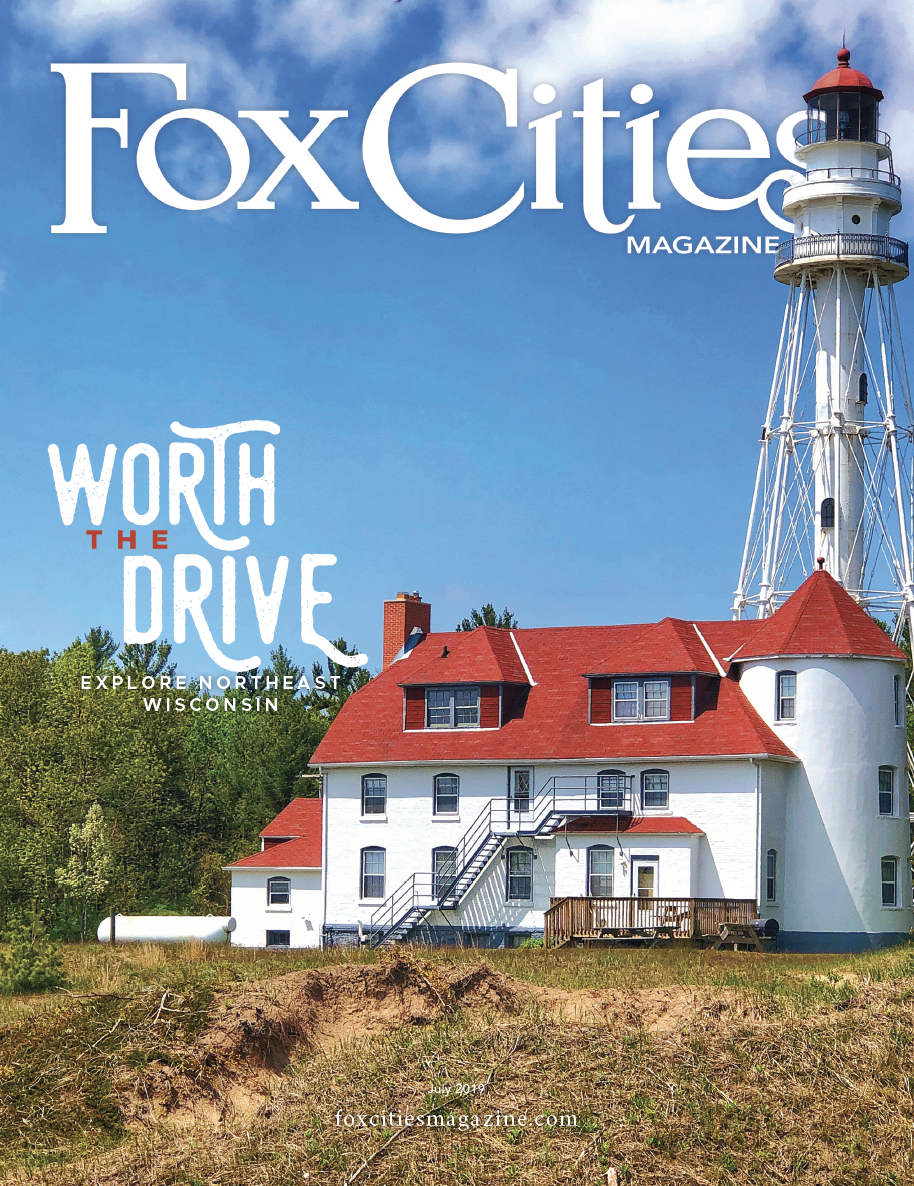 Fox Cities
MAGAZINE
WORTH
THE
DRIVE
EXPLORE NORTHEAST
WISCONSIN
July 2019
foxcitiesmagazine.com